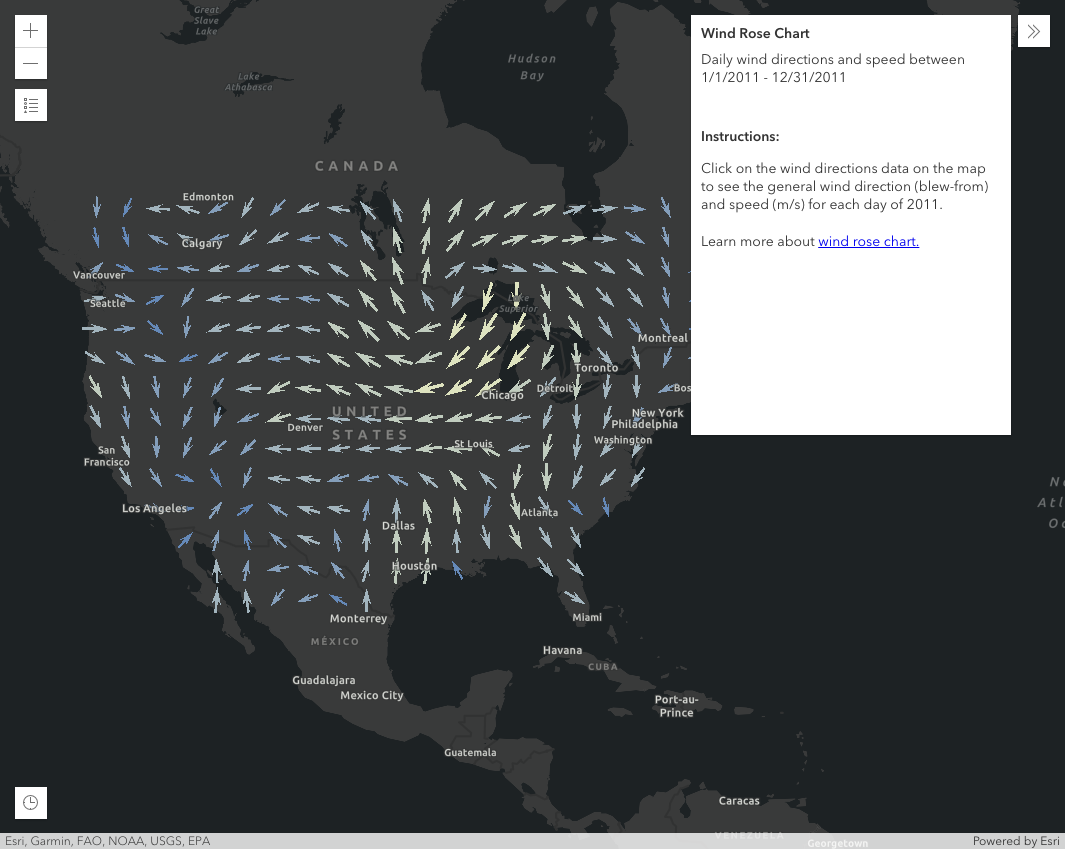 Great
Slave
Lake
Lake
Athabasca
Hudson
Bay
CANADA
Edmonton
Calgary
Vancouver
Seattle
Lake
Superior
Montreal
Toronto
Detroit
Bos
Chicago
New York
Philadelphia
Washington
UNITED
STATES
Denver
St Louis
San
Francisco
Los Angeles
Atlanta
Dallas
Houston
Monterrey
Miami
MÉXICO
Havana
CUBA
Guadalajara
Mexico City
Port-au-
Prince
Guatemala
Caracas
VENEZUELA
Georgetown
Wind Rose Chart
Daily wind directions and speed between
1/1/2011 - 12/31/2011
Instructions:
Click on the wind directions data on the map
to see the general wind direction (blew-from)
and speed (m/s) for each day of 2011.
Learn more about wind rose chart.
N
Atl
Oc
Esri, Garmin, FAO, NOAA, USGS, EPA
Powered by Esri